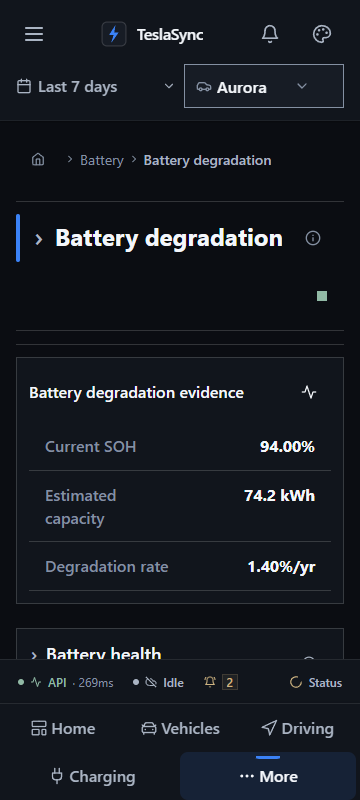 TeslaSync
Last 7 days
Aurora
Battery
Battery degradation
Battery degradation
Battery degradation evidence
Current SOH
94.00%
Estimated
capacity
74.2 kWh
Degradation rate
1.40%/yr
Battery health
API · 269ms
Idle
2
Status
Home
Vehicles
Driving
Charging
More